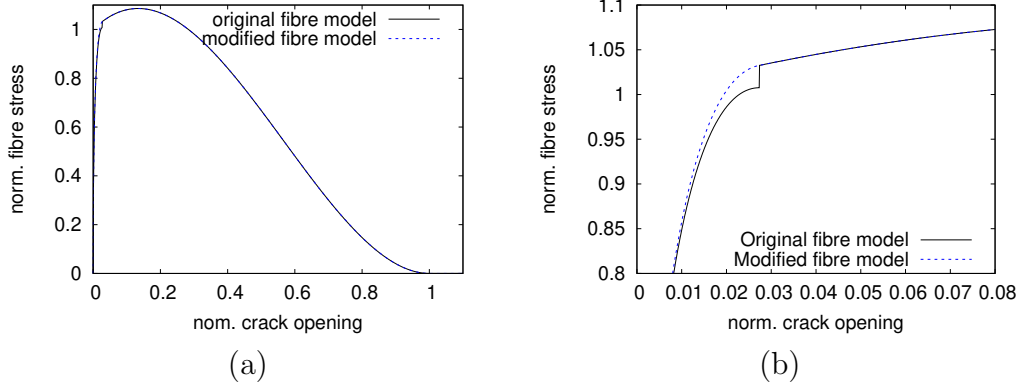 norm. fibre stress
1
0.8
0.6
0.4
0.2
0
0 0.2 0.4 0.6 0.8 1
nom. crack opening
original fibre model
modified fibre model
(a)
norm. fibre stress
1.1
1.05
1
0.95
0.9
0.85
0.8
0 0.01 0.02 0.03 0.04 0.05 0.06 0.07 0.08
norm. crack opening
Original fibre model
Modified fibre model
(b)